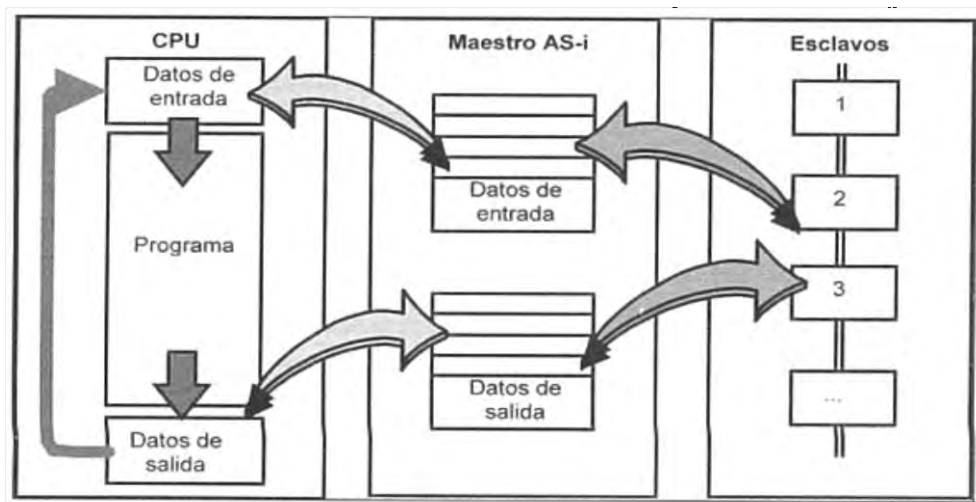 CPU
Datos de
entrada
Programa
Datos de
salida
Maestro AS-i
Datos de
entrada
Datos de
salida
Esclavos
1
2
3
...